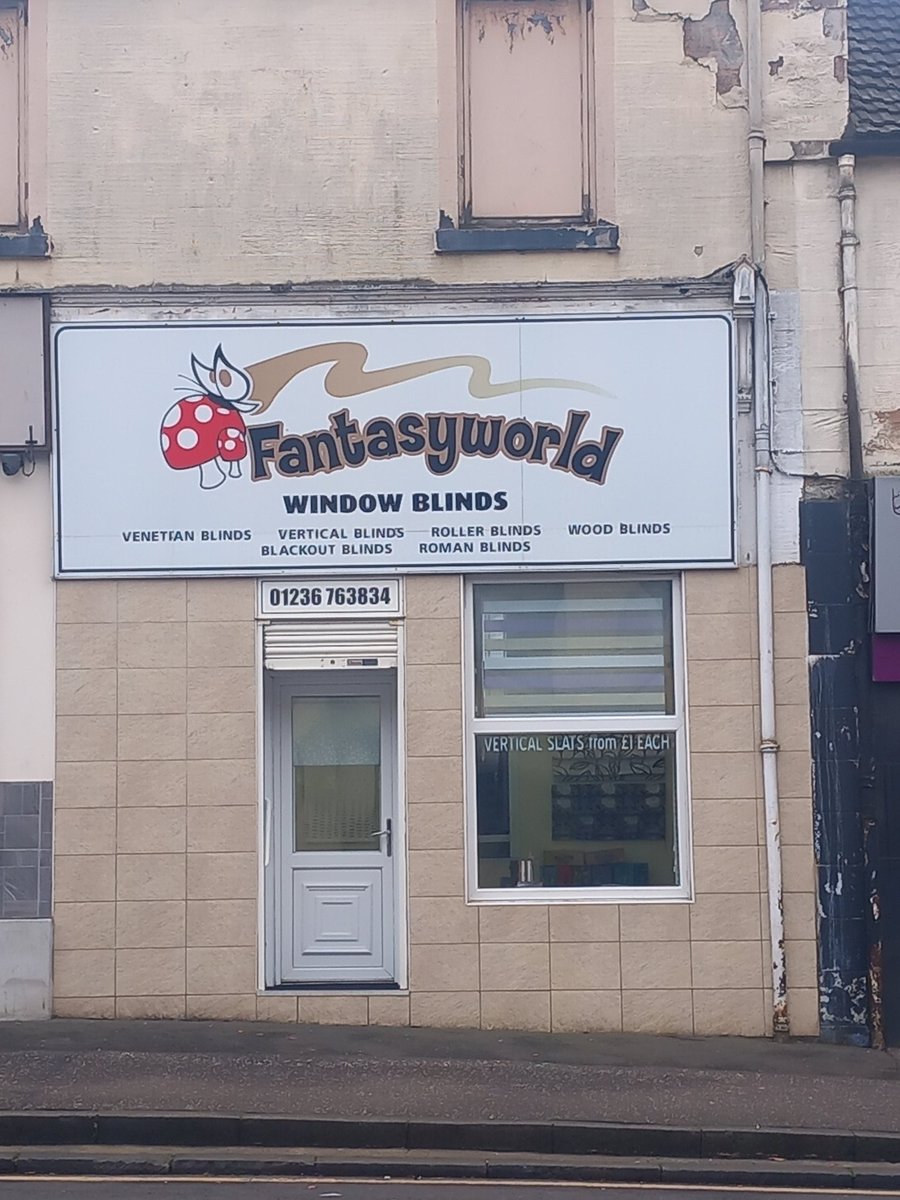 Fantasyworld
WINDOW BLINDS
VENETIAN BLINDS VERTICAL BLINDS ROLLER BLINDS WOOD BLINDS
BLACKOUT BLINDS ROMAN BLINDS
01236 763834
VERTICAL SLATS from £1 EACH